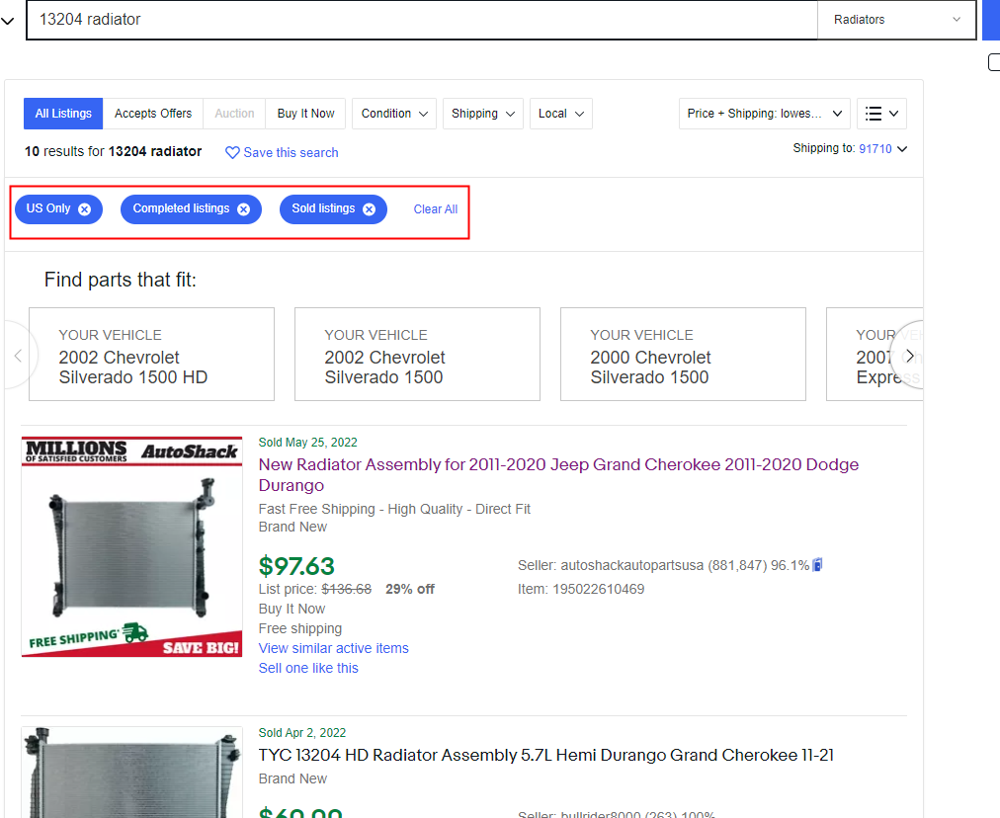 13204 radiator
Radiators
All Listings
Accepts Offers
Auction
Buy It Now
Condition
Shipping
Local
Price + Shipping: lowes...
10 results for 13204 radiator
Save this search
Shipping to: 91710
US Only
Completed listings
Sold listings
Clear All
Find parts that fit:
YOUR VEHICLE
2002 Chevrolet
Silverado 1500 HD
YOUR VEHICLE
2002 Chevrolet
Silverado 1500
YOUR VEHICLE
2000 Chevrolet
Silverado 1500
YOUR VEH
2007 Ch
Express
MILLIONS
OF SATISFIED CUSTOMERS
AutoShack
FREE SHIPPING*
SAVE BIG!
Sold May 25, 2022
New Radiator Assembly for 2011-2020 Jeep Grand Cherokee 2011-2020 Dodge
Durango
Fast Free Shipping - High Quality - Direct Fit
Brand New
$97.63
List price: $136.68 29% off
Buy It Now
Free shipping
View similar active items
Sell one like this
Seller: autoshackautopartsusa (881,847) 96.1%
Item: 195022610469
Sold Apr 2, 2022
TYC 13204 HD Radiator Assembly 5.7L Hemi Durango Grand Cherokee 11-21
Brand New
Seller: bullrider8000 (263) 100%